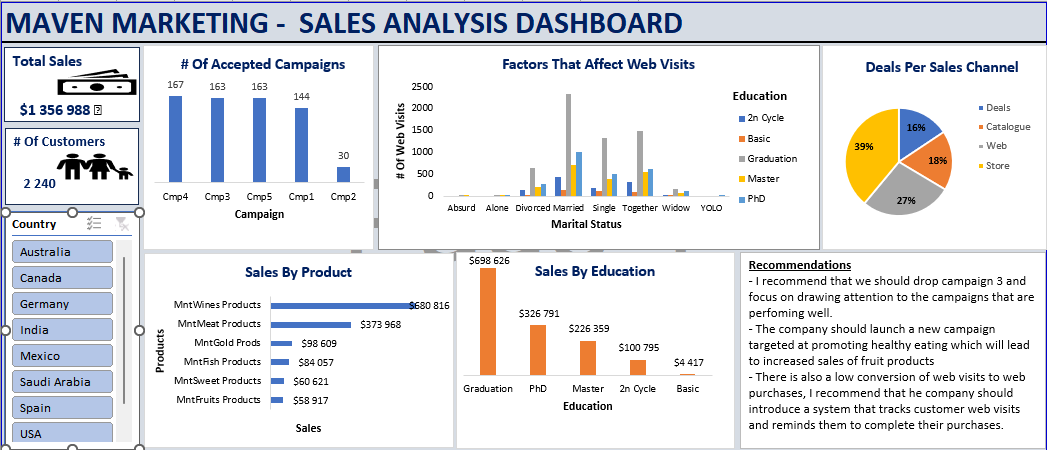 MAVEN MARKETING -  SALES ANALYSIS DASHBOARD
Total Sales
$1 356 988
# Of Customers
2 240
Country
Australia
Canada
Germany
India
Mexico
Saudi Arabia
Spain
USA
# Of Accepted Campaigns
167
163
163
144
30
Cmp4
Cmp3
Cmp5
Cmp1
Cmp2
Campaign
Factors That Affect Web Visits
# Of Web Visits
2500
2000
1500
1000
500
0
Absurd
Alone
Divorced
Married
Single
Together
Widow
YOLO
Marital Status
Education
2n Cycle
Basic
Graduation
Master
PhD
Deals Per Sales Channel
16%
18%
27%
39%
Deals
Catalogue
Web
Store
Sales By Product
Products
MntWines Products
$680 816
MntMeat Products
$373 968
MntGold Prods
$98 609
MntFish Products
$84 057
MntSweet Products
$60 621
MntFruits Products
$58 917
Sales
Sales By Education
$698 626
$326 791
$226 359
$100 795
$4 417
Graduation
PhD
Master
2n Cycle
Basic
Education
Recommendations
- I recommend that we should drop campaign 3 and
focus on drawing attention to the campaigns that are
perfoming well.
- The company should launch a new campaign
targeted at promoting healthy eating which will lead
to increased sales of fruit products
- There is also a low conversion of web visits to web
purchases, I recommend that he company should
introduce a system that tracks customer web visits
and reminds them to complete their purchases.